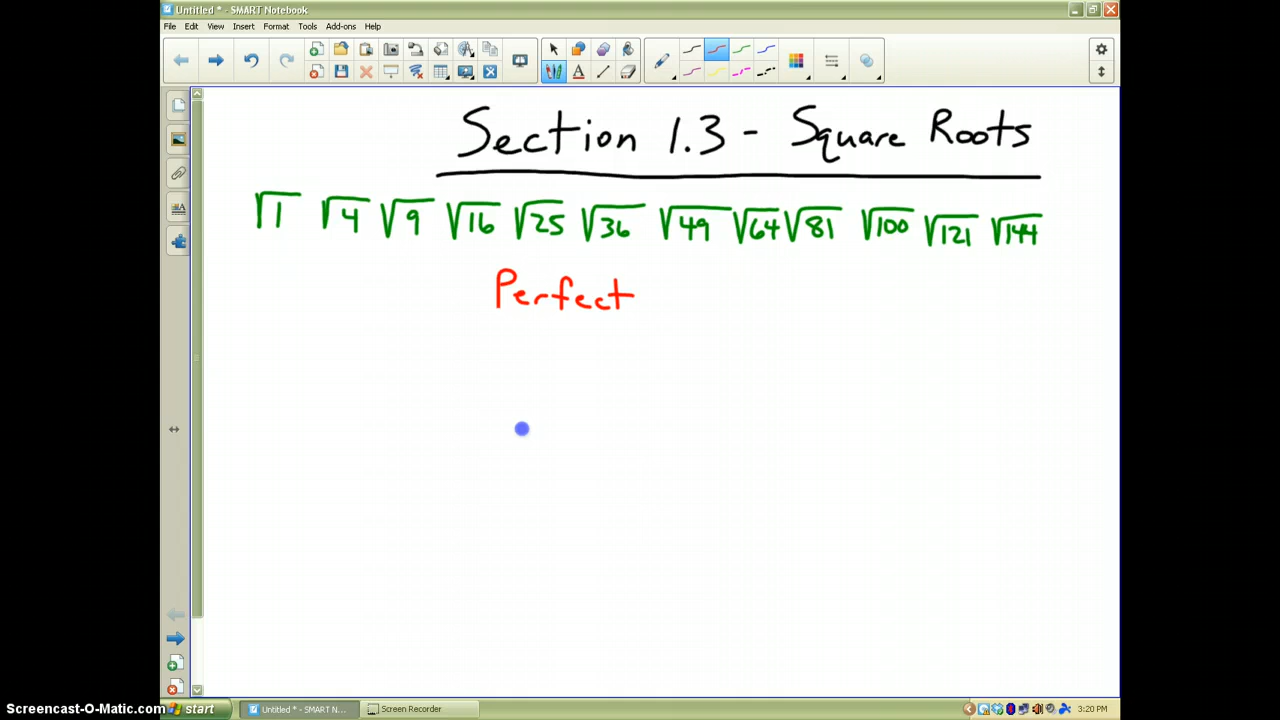 Untitled * - SMART Notebook
File Edit View Insert Format Tools Add-ons Help
Section 1.3 - Square Roots
√1 √4 √9 √16 √25 √36 √49 √64 √81 √100 √121 √144
Perfect
Screencast-O-Matic.com
start
Untitled * - SMART N...
Screen Recorder
3:20 PM